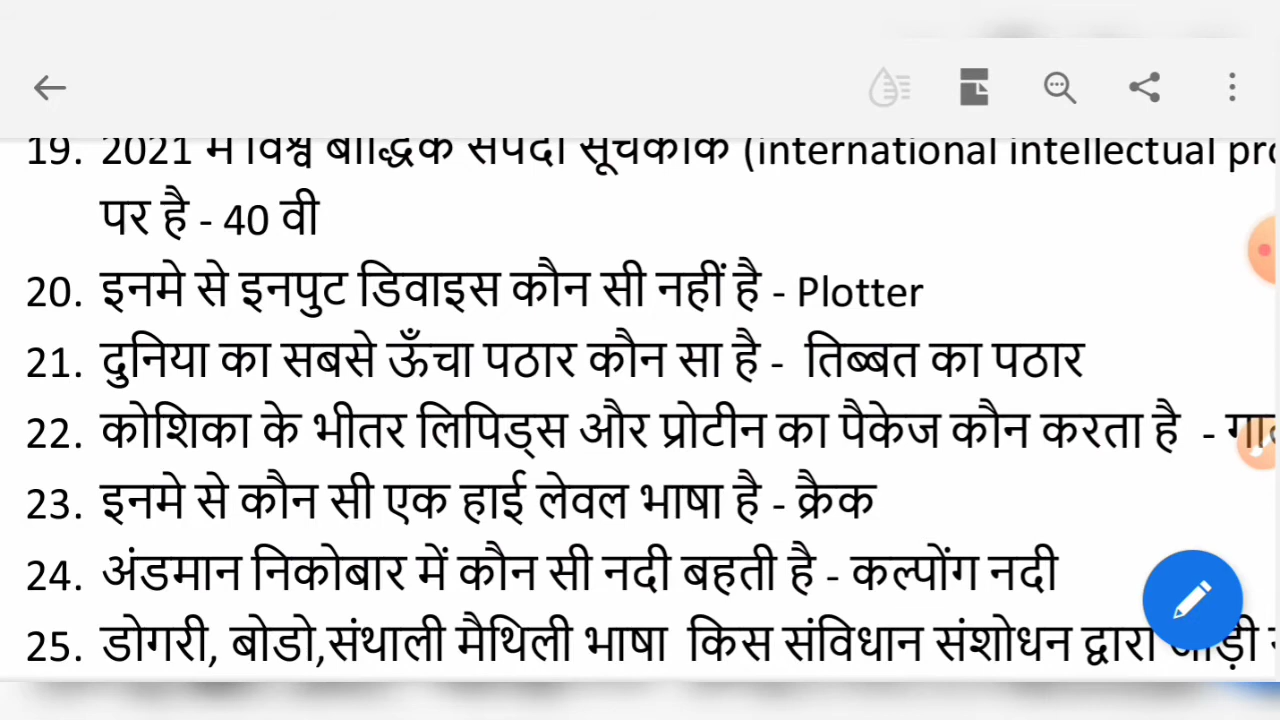 19. 2021 में विश्व बौद्धिक संपदा सूचकांक (international intellectual
पर है - 40 वी
20. इनमे से इनपुट डिवाइस कौन सी नहीं है - Plotter
21. दुनिया का सबसे ऊँचा पठार कौन सा है - तिब्बत का पठार
22. कोशिका के भीतर लिपिड्स और प्रोटीन का पैकेज कौन करता है -
23. इनमे से कौन सी एक हाई लेवल भाषा है - क्रैक
24. अंडमान निकोबार में कौन सी नदी बहती है - कल्पोंग नदी
25. डोगरी, बोडो,संथाली मैथिली भाषा किस संविधान संशोधन द्वारा